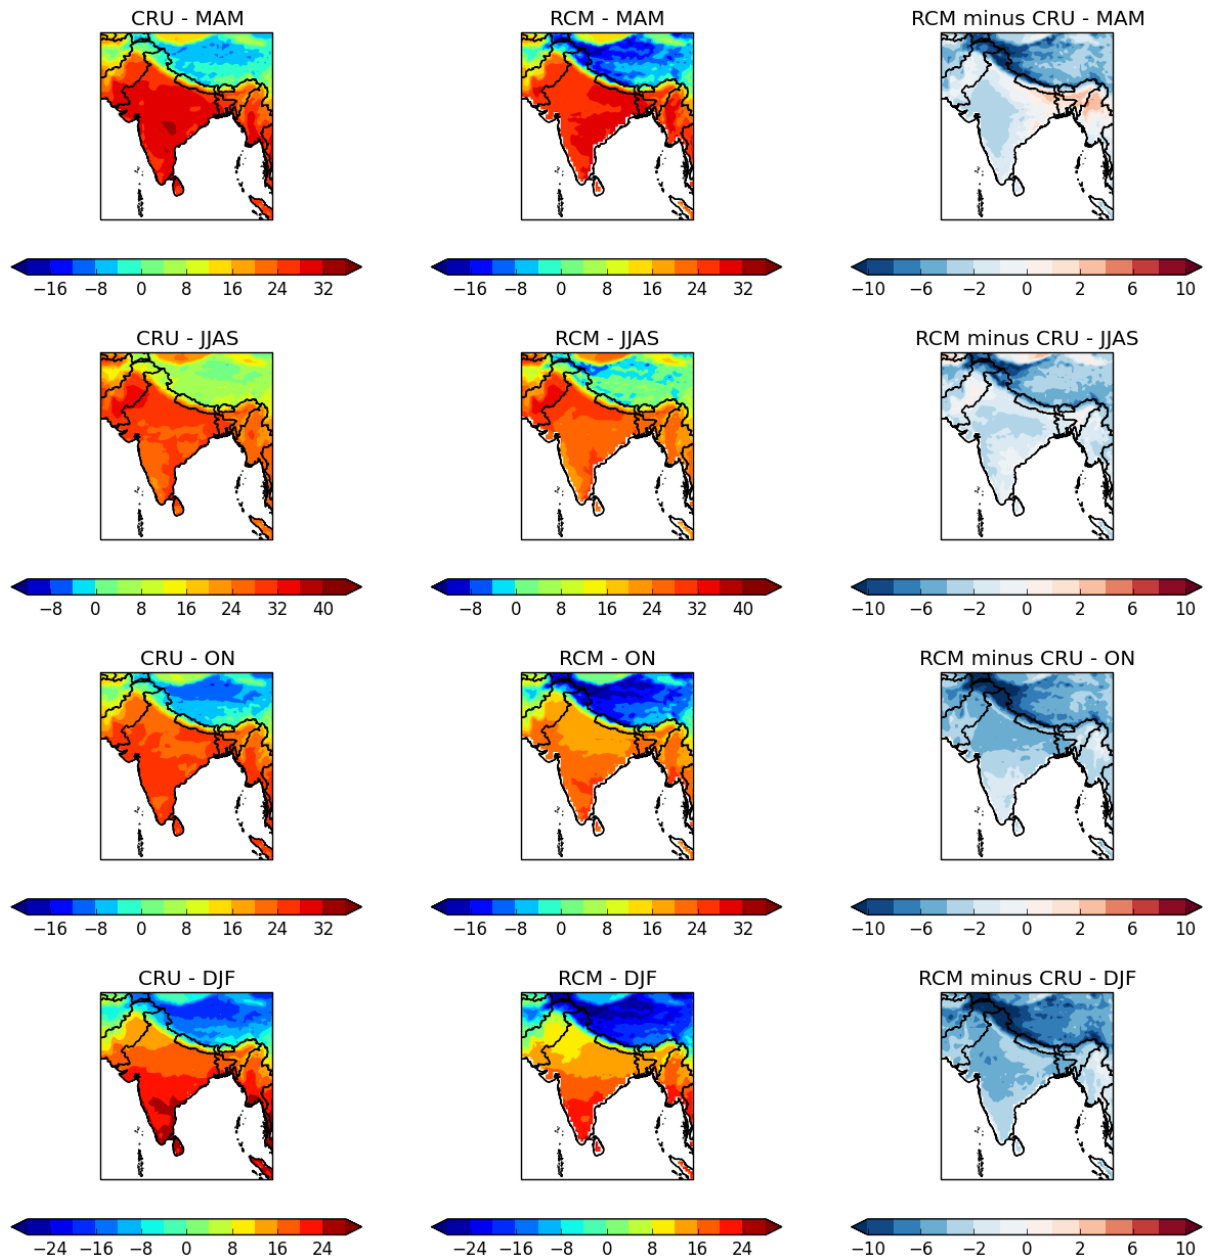 CRU - MAM RCM - MAM RCM minus CRU - MAM
−16 −8 0 8 16 24 32 −16 −8 0 8 16 24 32 −10 −6 −2 0 2 6 10
CRU - JJAS RCM - JJAS RCM minus CRU - JJAS
−8 0 8 16 24 32 40 −8 0 8 16 24 32 40 −10 −6 −2 0 2 6 10
CRU - ON RCM - ON RCM minus CRU - ON
−16 −8 0 8 16 24 32 −16 −8 0 8 16 24 32 −10 −6 −2 0 2 6 10
CRU - DJF RCM - DJF RCM minus CRU - DJF
−24 −16 −8 0 8 16 24 −24 −16 −8 0 8 16 24 −10 −6 −2 0 2 6 10